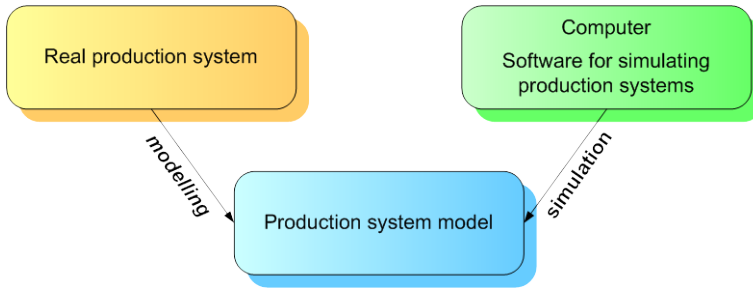 Real production system
Computer
Software for simulating
production systems
modelling
simulation
Production system model